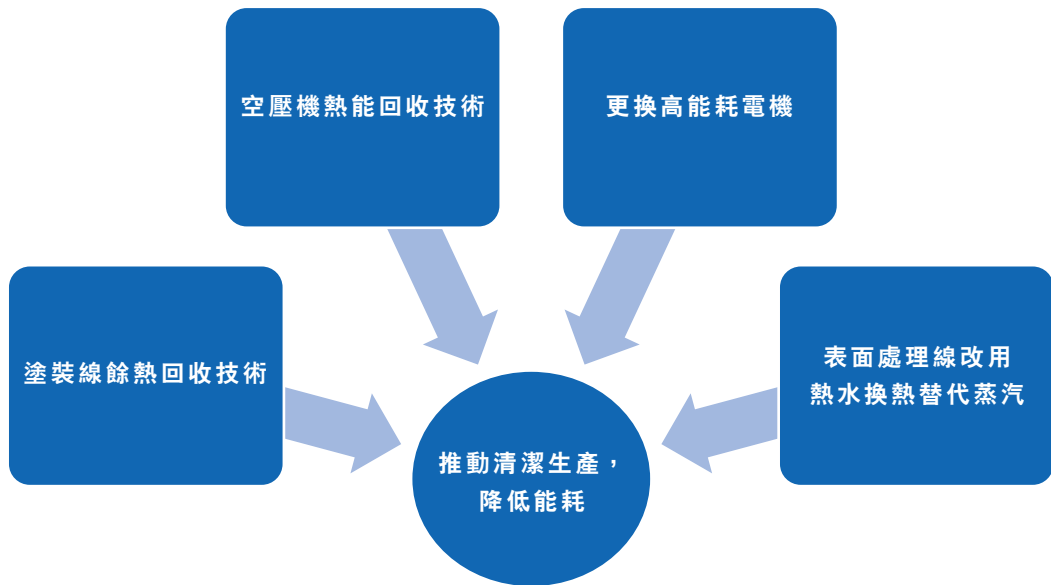 空壓機熱能回收技術
更換高能耗電機
塗裝線餘熱回收技術
表面處理線改用
熱水換熱替代蒸汽
推動清潔生產，
降低能耗